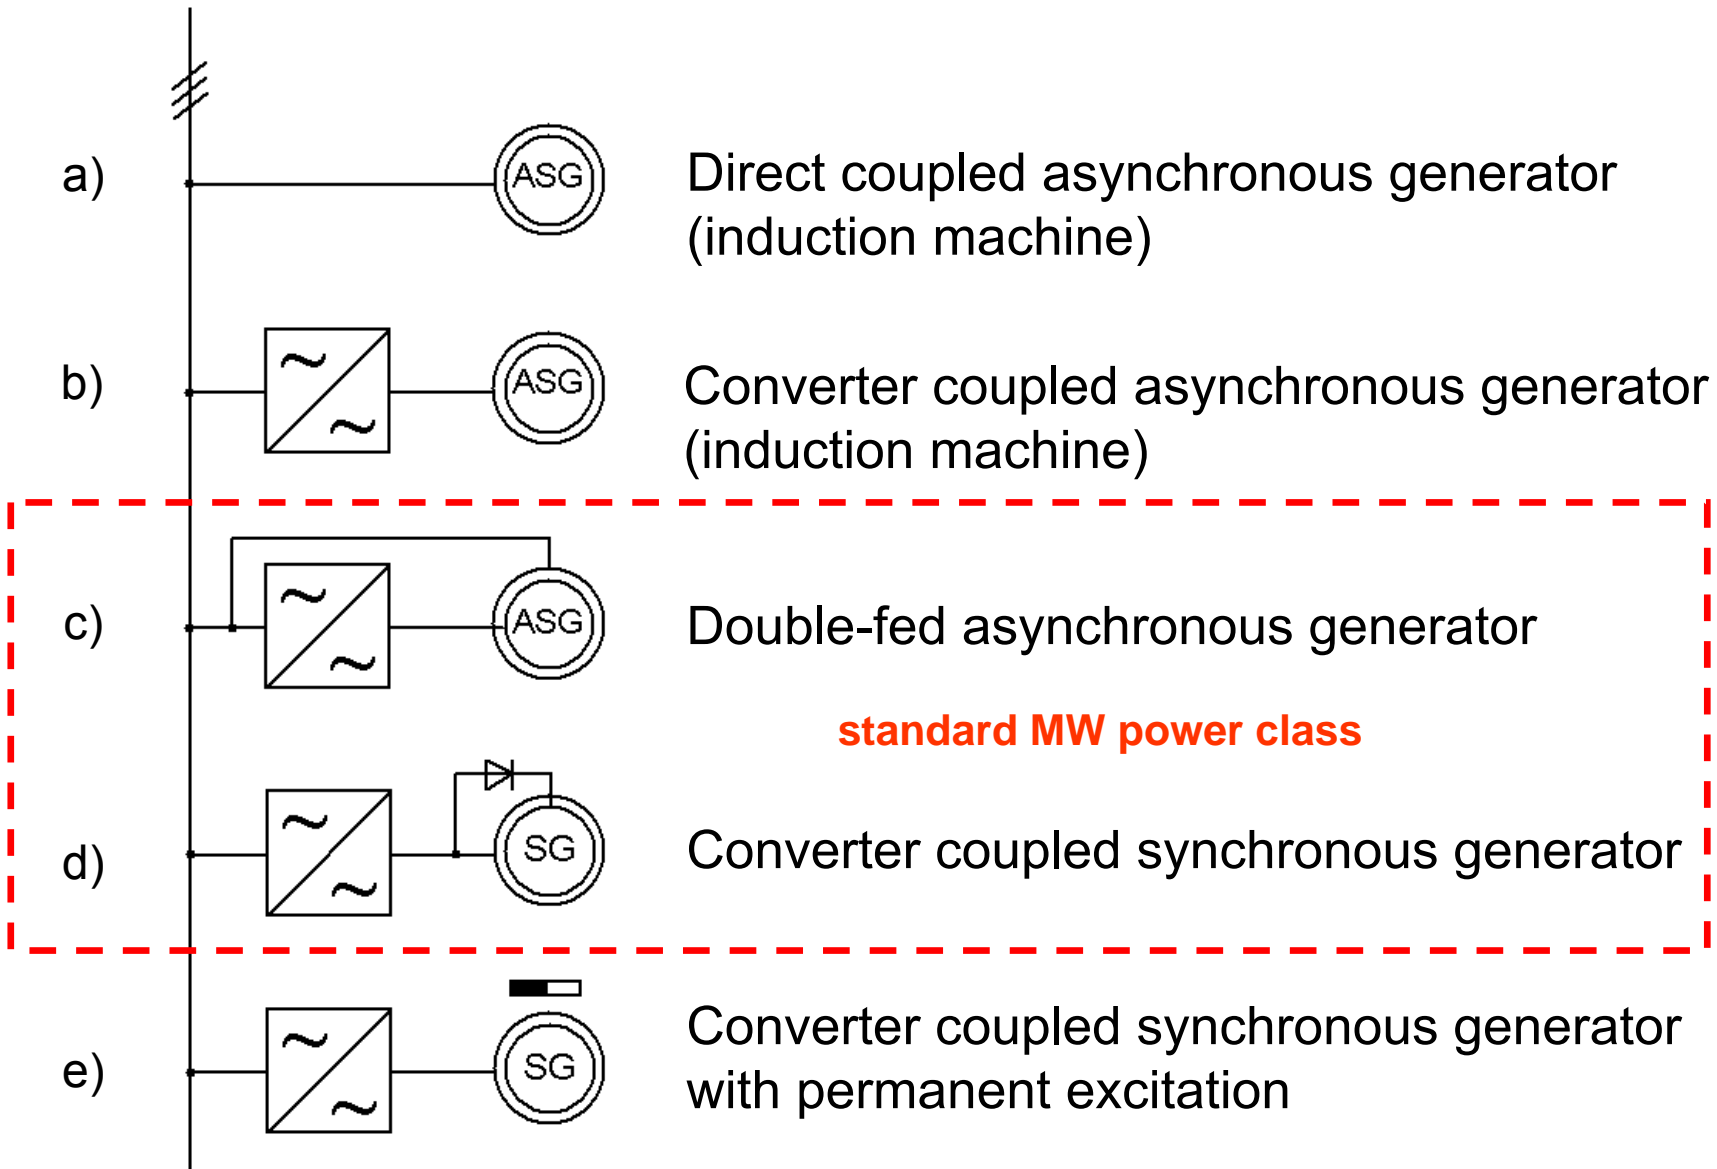 a)
ASG
Direct coupled asynchronous generator
(induction machine)
b)
~
~
ASG
Converter coupled asynchronous generator
(induction machine)
c)
~
~
ASG
Double-fed asynchronous generator
standard MW power class
d)
~
~
SG
Converter coupled synchronous generator
e)
~
~
SG
Converter coupled synchronous generator
with permanent excitation